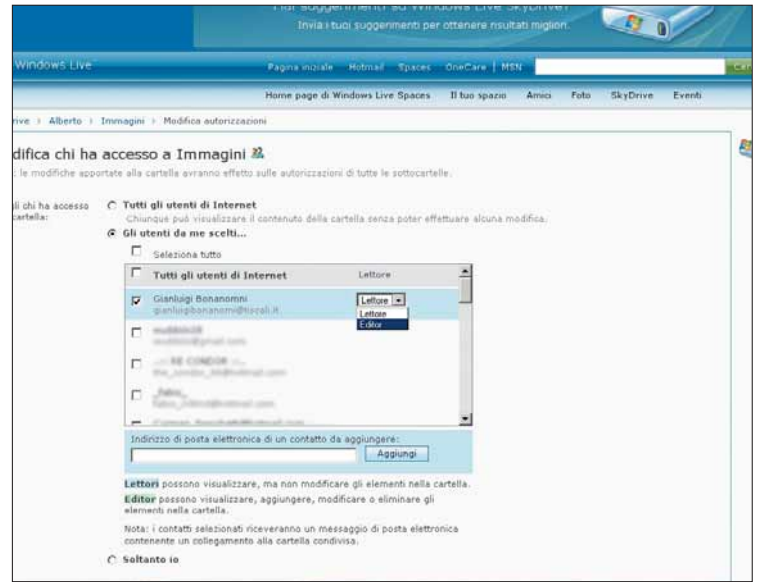 Invia i tuoi suggerimenti per ottenere risultati migliori.
Windows Live
Pagina iniziale Hotmail Spaces OneCare | MSN
Home page di Windows Live Spaces Il tuo spazio Amici Foto SkyDrive Eventi
rive > Alberto > Immagini > Modifica autorizzazioni
difica chi ha accesso a Immagini
: le modifiche apportate alla cartella avranno effetto sulle autorizzazioni di tutte le sottocartelle.
li chi ha accesso
cartella:
Tutti gli utenti di Internet
Chiunque può visualizzare il contenuto della cartella senza poter effettuare alcuna modifica.
Gli utenti da me scelti...
Seleziona tutto
Tutti gli utenti di Internet Lettore
Gianluigi Bonanomni Lettore
gianluigibonanomi@tiscali.it
Lettore
Editor
Indirizzo di posta elettronica di un contatto da aggiungere:
Aggiungi
Lettori possono visualizzare, ma non modificare gli elementi nella cartella.
Editor possono visualizzare, aggiungere, modificare o eliminare gli
elementi nella cartella.
Nota: i contatti selezionati riceveranno un messaggio di posta elettronica
contenente un collegamento alla cartella condivisa.
Soltanto io